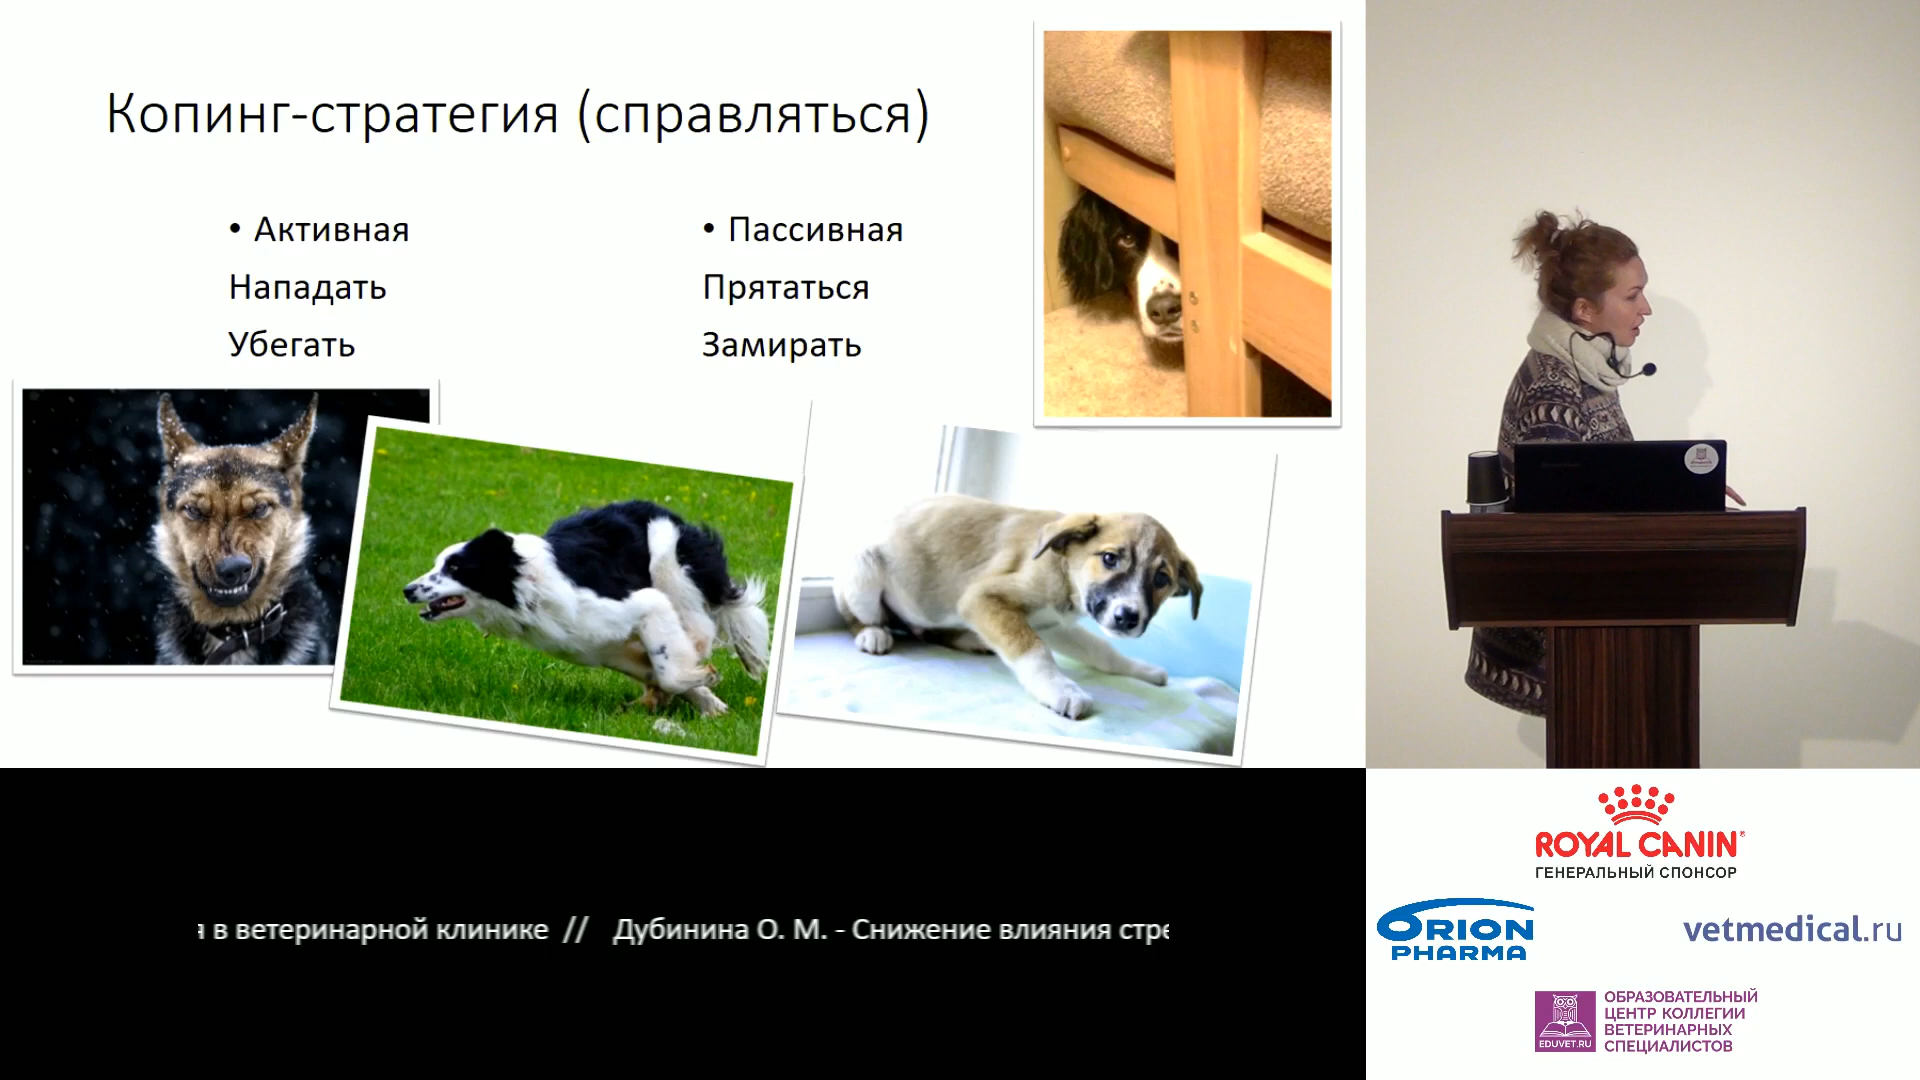 Копинг-стратегия (справляться)
• Активная
Нападать
Убегать
• Пассивная
Прятаться
Замирать
в ветеринарной клинике // Дубинина О. М. - Снижение влияния
ROYAL CANIN
ГЕНЕРАЛЬНЫЙ СПОНСОР
ORION
PHARMA
vetmedical.ru
EDUVET.RU
ОБРАЗОВАТЕЛЬНЫЙ
ЦЕНТР КОЛЛЕГИИ
ВЕТЕРИНАРНЫХ
СПЕЦИАЛИСТОВ